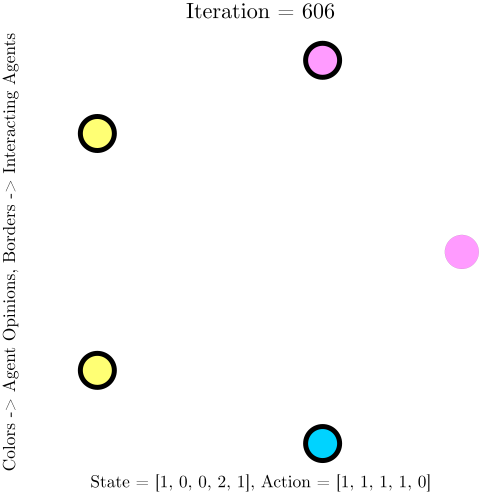 Iteration = 606
Colors -> Agent Opinions, Borders -> Interacting Agents
State = [1, 0, 0, 2, 1], Action = [1, 1, 1, 1, 0]